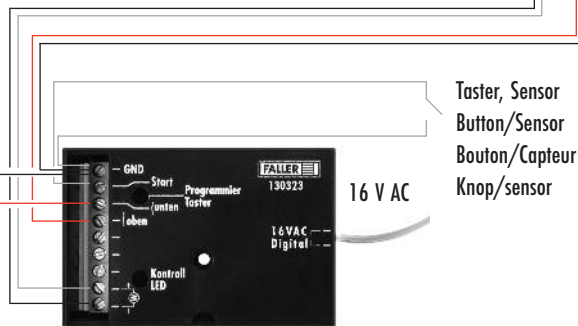 Taster, Sensor
Button/Sensor
Bouton/Capteur
Knop/sensor
16 V AC
FALLER
130323
GND
Start
Programmier
Taster
unten
oben
16VAC
Digital
Kontroll
LED